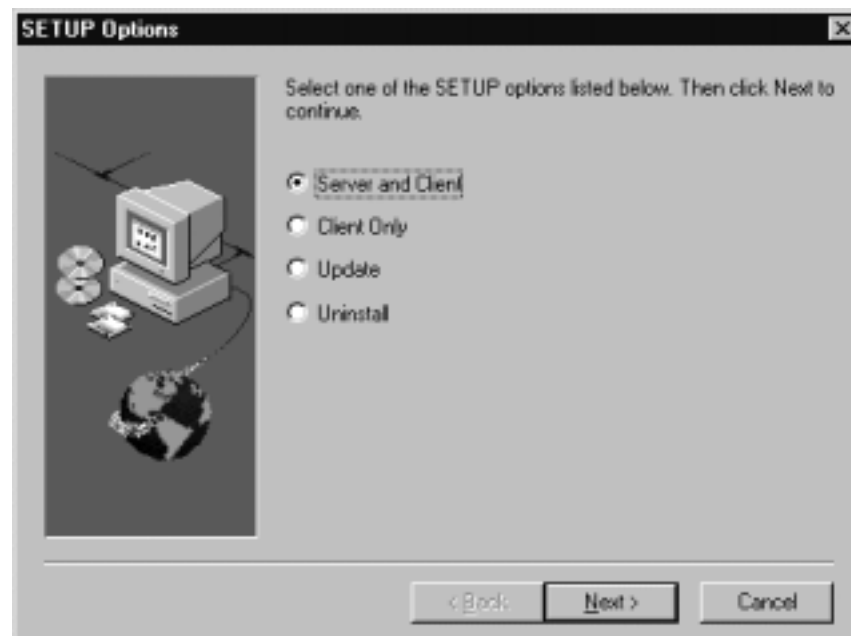 SETUP Options
Select one of the SETUP options listed below. Then click Next to
continue.
Server and Client
Client Only
Update
Uninstall
< Back
Next >
Cancel